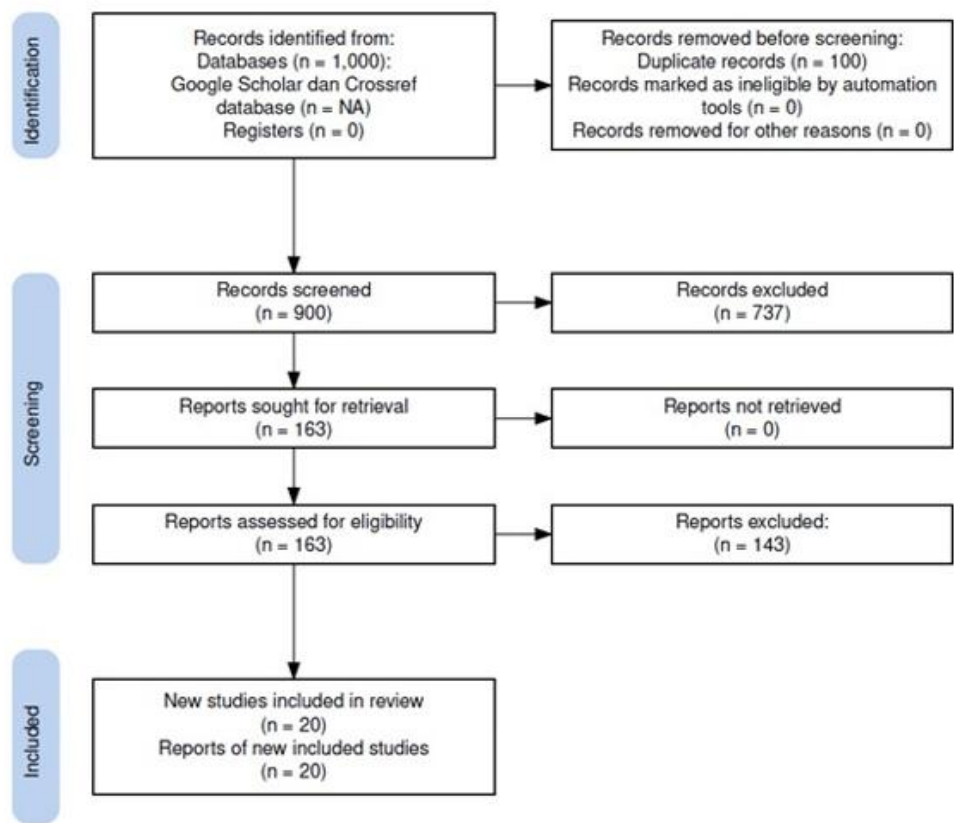 Identification
Records identified from:
Databases (n = 1,000):
Google Scholar dan Crossref
database (n = NA)
Registers (n = 0)
Records removed before screening:
Duplicate records (n = 100)
Records marked as ineligible by automation
tools (n = 0)
Records removed for other reasons (n = 0)
Screening
Records screened
(n = 900)
Records excluded
(n = 737)
Reports sought for retrieval
(n = 163)
Reports not retrieved
(n = 0)
Reports assessed for eligibility
(n = 163)
Reports excluded:
(n = 143)
Included
New studies included in review
(n = 20)
Reports of new included studies
(n = 20)